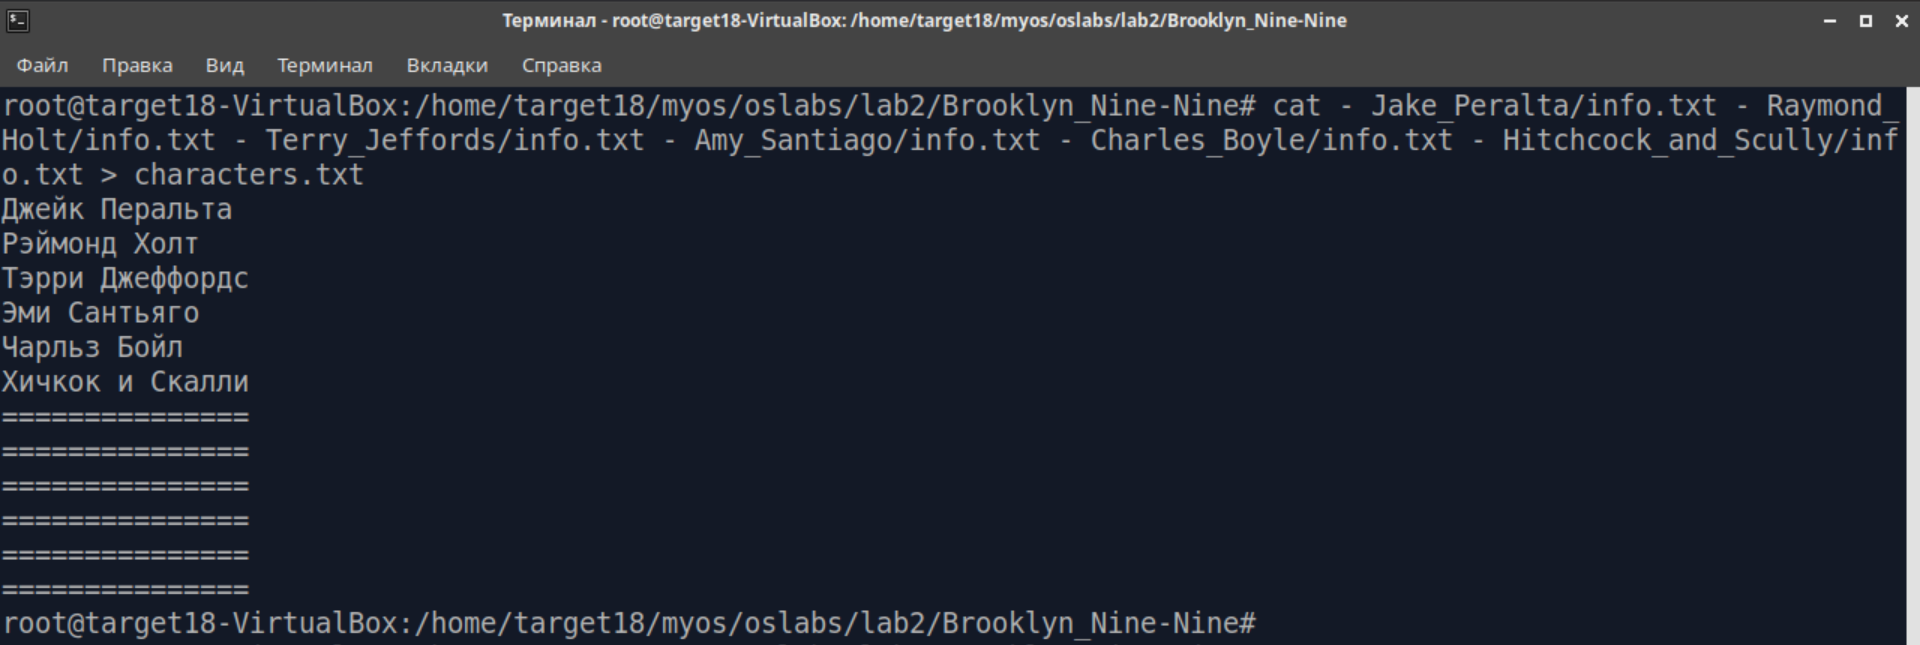 Терминал - root@target18-VirtualBox: /home/target18/myos/oslabs/lab2/Brooklyn_Nine-Nine
Файл Правка Вид Терминал Вкладки Справка
root@target18-VirtualBox:/home/target18/myos/oslabs/lab2/Brooklyn_Nine-Nine# cat - Jake_Peralta/info.txt - Raymond_
Holt/info.txt - Terry_Jeffords/info.txt - Amy_Santiago/info.txt - Charles_Boyle/info.txt - Hitchcock_and_Scully/inf
o.txt > characters.txt
Джейк Перальта
Рэймонд Холт
Тэрри Джеффордс
Эми Сантьяго
Чарльз Бойл
Хичкок и Скалли
===============
===============
===============
===============
===============
===============
root@target18-VirtualBox:/home/target18/myos/oslabs/lab2/Brooklyn_Nine-Nine#